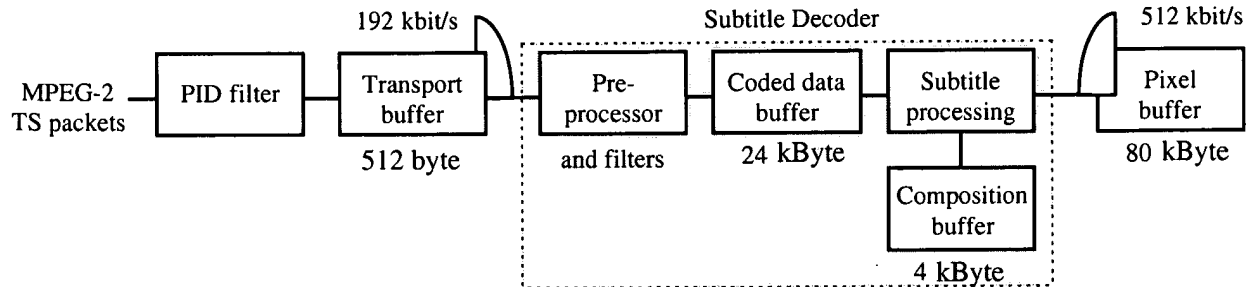 Subtitle Decoder
192 kbit/s
512 kbit/s
MPEG-2
TS packets
PID filter
Transport
buffer
512 byte
Pre-
processor
and filters
Coded data
buffer
24 kByte
Subtitle
processing
Composition
buffer
4 kByte
Pixel
buffer
80 kByte